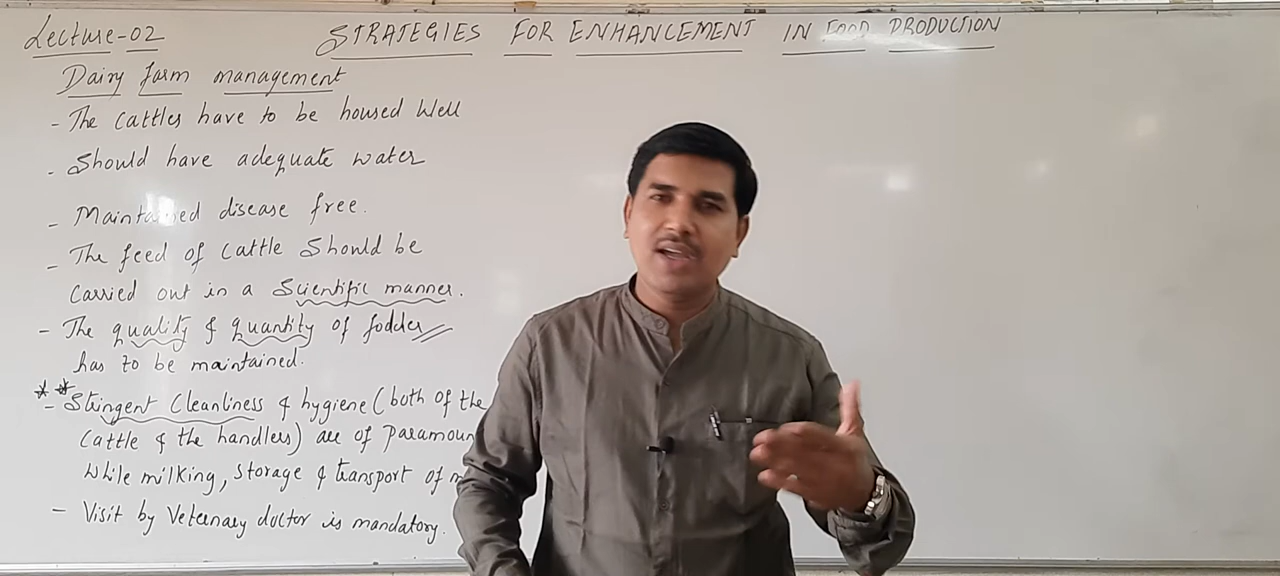 Lecture-02
STRATEGIES FOR ENHANCEMENT IN FOOD PRODUCTION
Dairy farm management
- The Cattles have to be housed Well
- Should have adequate water
- Maintained disease free.
- The feed of Cattle Should be
Carried out in a Scientific manner.
- The quality & quantity of fodder
has to be maintained.
** - Stringent Cleanliness & hygiene (both of the
Cattle & the handlers) are of Paramoun
While milking, Storage & transport of m
- Visit by Veternary doctor is mandatory.